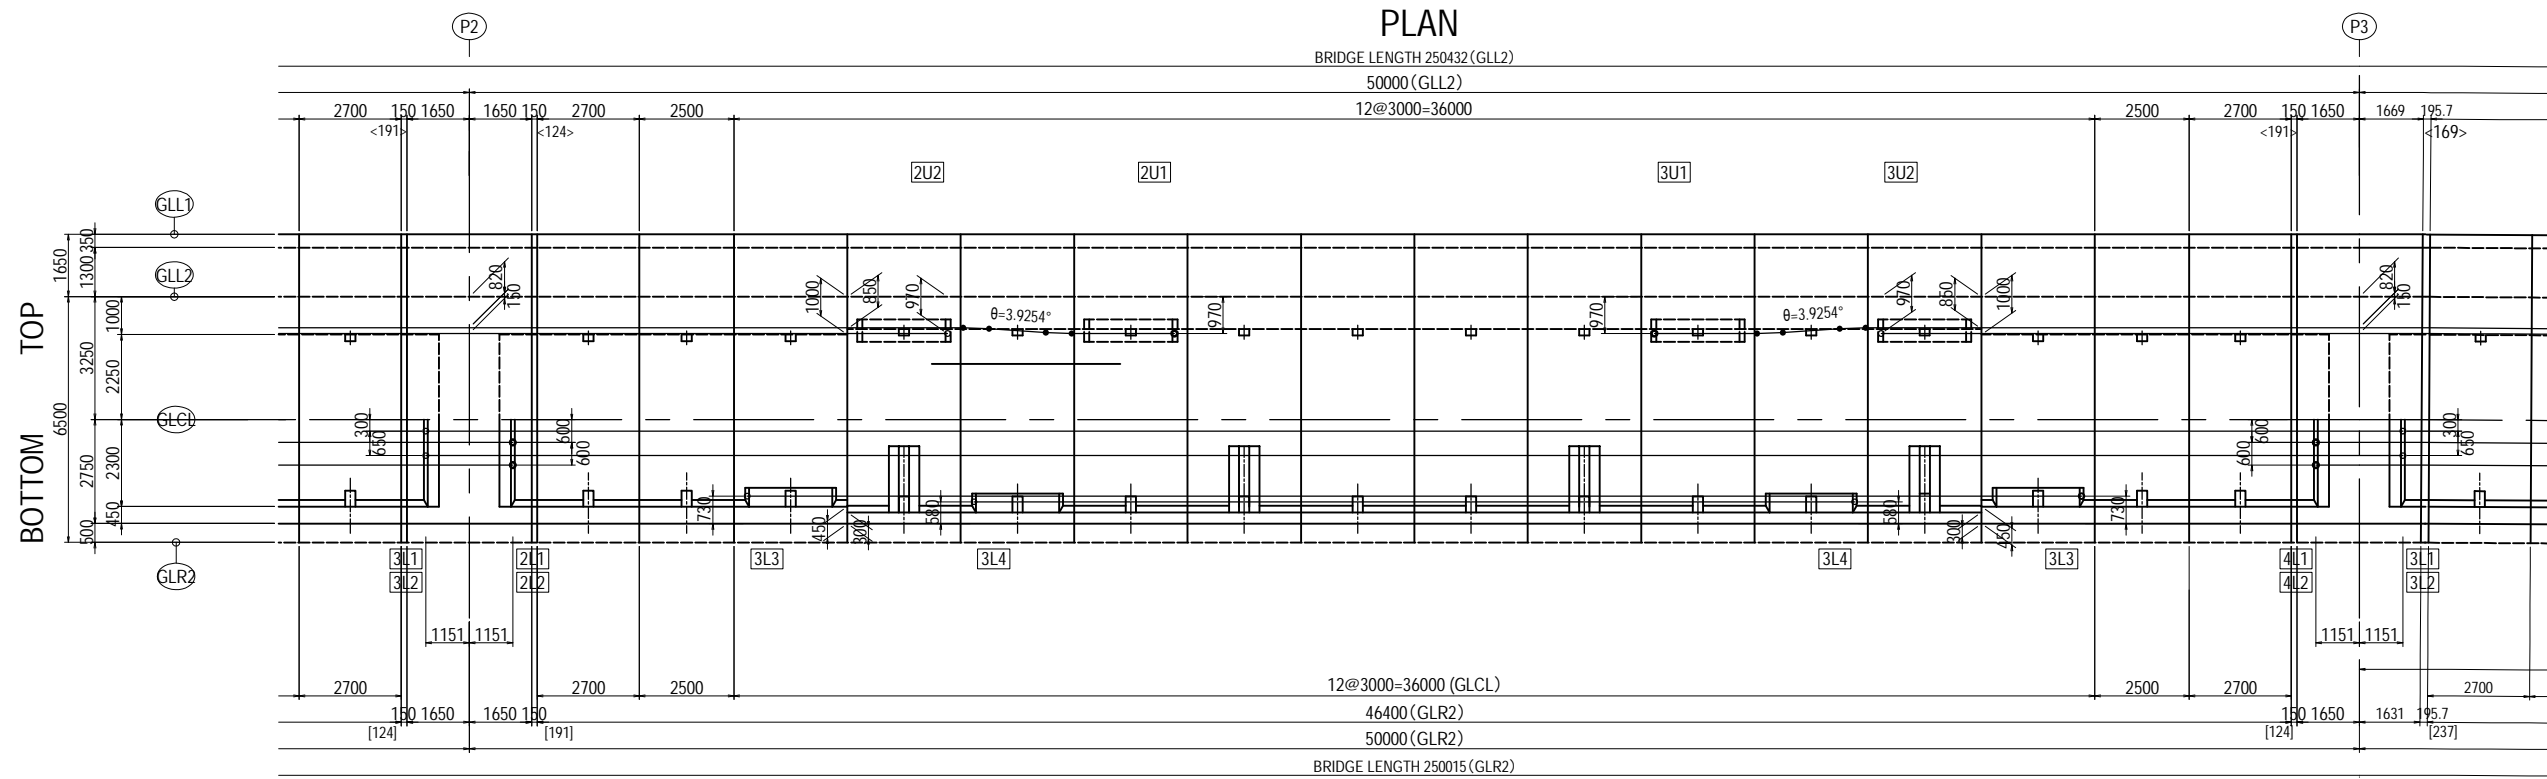 PLAN
P2
P3
BRIDGE LENGTH 250432(GLL2)
50000(GLL2)
2700 150 1650 1650 150 2700 2500 12@3000=36000 2500 2700 150 1650 1669 195.7
<191> <124> <191> <169>
2U2 2U1 3U1 3U2
GLL1
GLL2
GLCL
GLR2
TOP
BOTTOM
1650
6500
350
1300
3250
2750
500
1000
2250
2300
450
820
150
1000
850
970
θ=3.9254°
970
970
θ=3.9254°
970
850
1000
820
150
300
650
600
600
600
600
300
650
730
450
300
580
580
300
450
730
3L1 2L1 3L3 3L4 3L4 3L3 4L1 3L1
3L2 2L2 4L2 3L2
1151 1151 1151 1151
2700 2700 2500 12@3000=36000 (GLCL) 2500 2700 2700
150 1650 1650 150 46400(GLR2) 150 1650 1631 195.7
[124] [191] [124] [237]
50000(GLR2)
BRIDGE LENGTH 250015(GLR2)